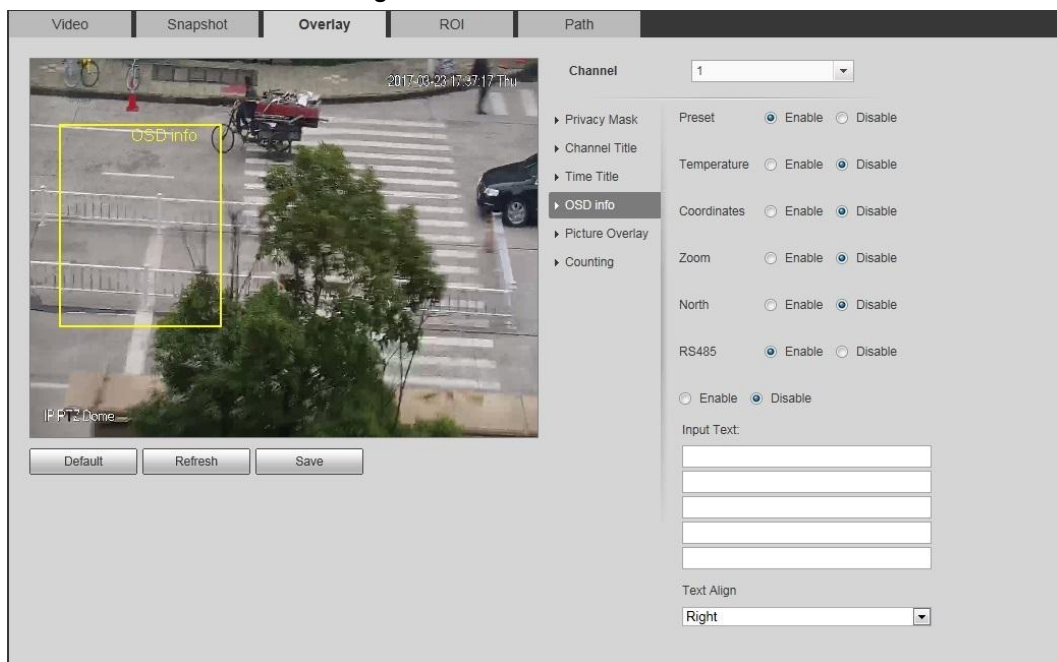 Video Snapshot Overlay ROI Path
2017-03-23 17:37:17 Thu
OSD info
IP PTZ Dome
Default Refresh Save
Channel 1
Privacy Mask
Channel Title
Time Title
OSD info
Picture Overlay
Counting
Preset Enable Disable
Temperature Enable Disable
Coordinates Enable Disable
Zoom Enable Disable
North Enable Disable
RS485 Enable Disable
Enable Disable
Input Text:
Text Align
Right